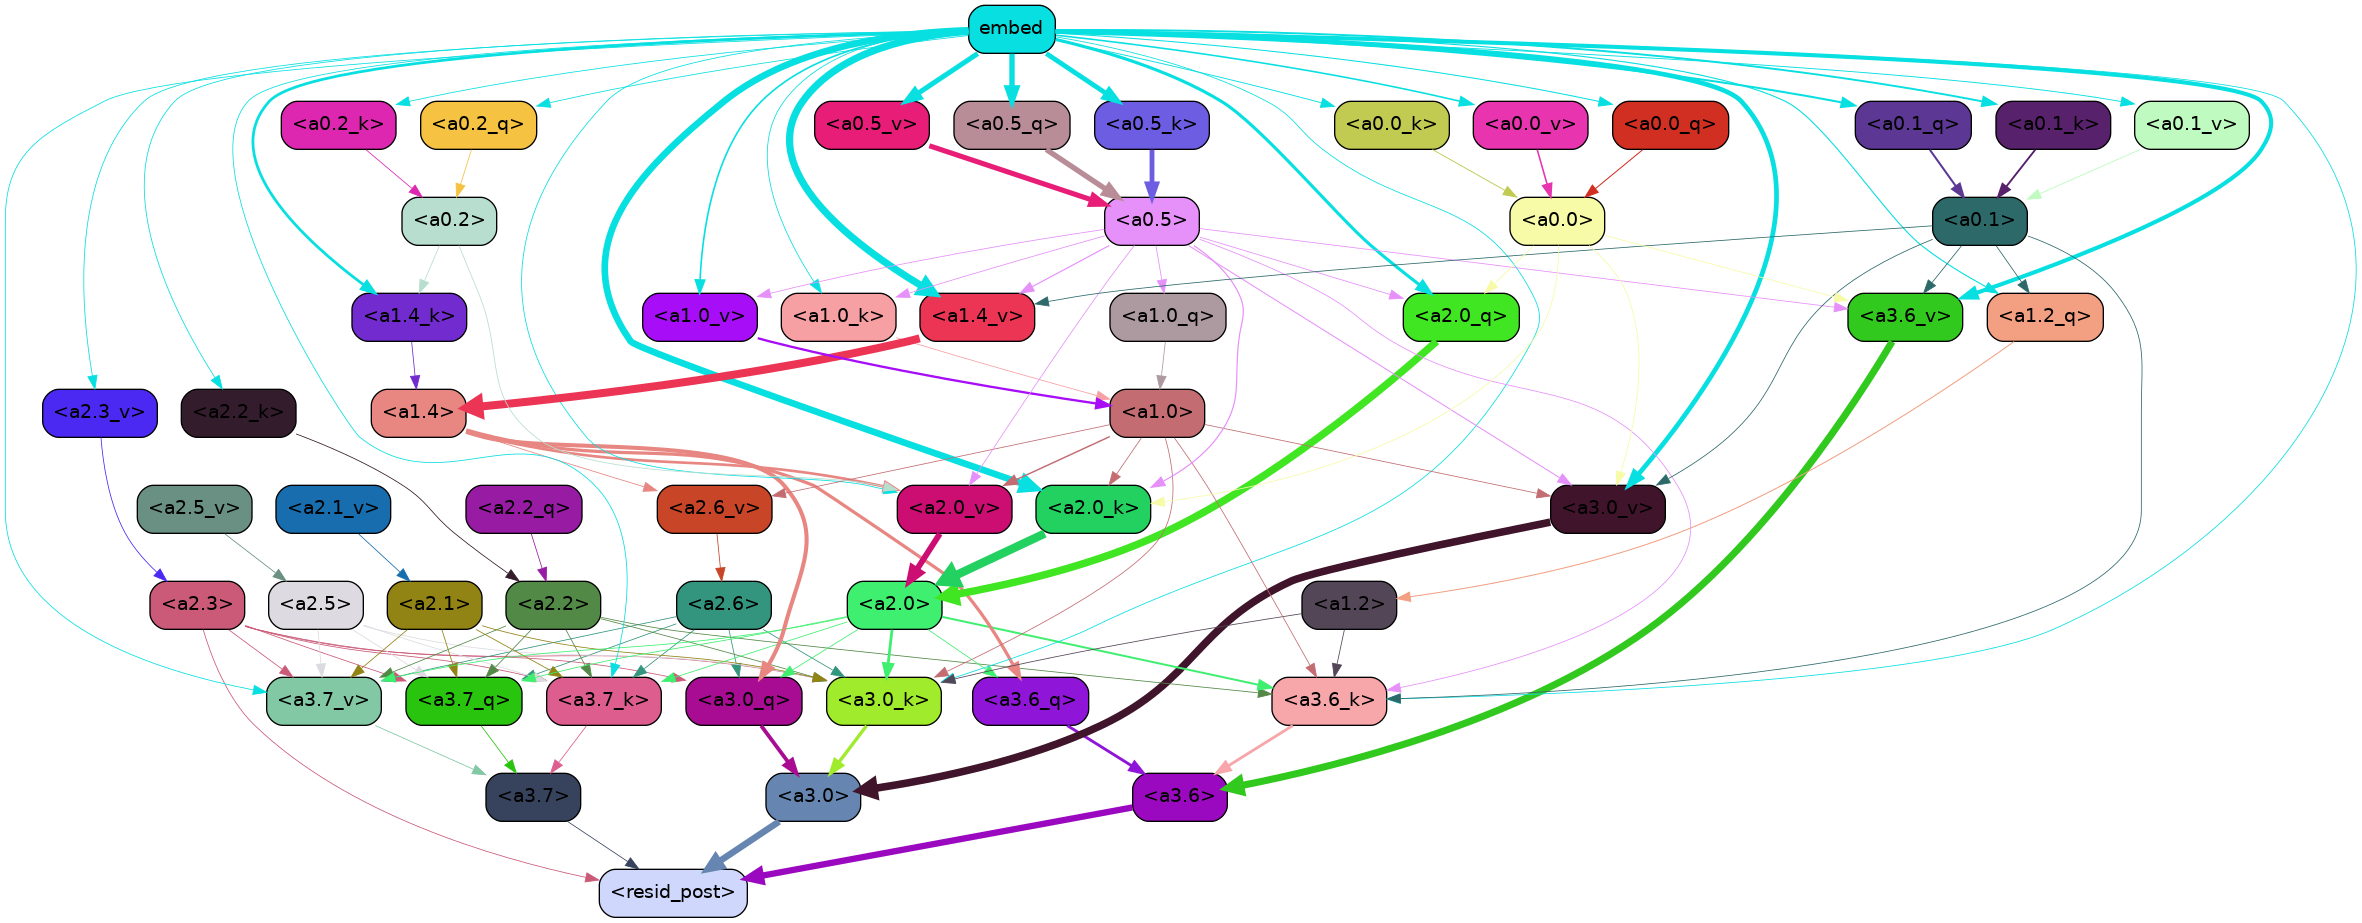 embed
<a0.2_k> <a0.2_q> <a0.5_v> <a0.5_q> <a0.5_k> <a0.0_k> <a0.0_v> <a0.0_q> <a0.1_q> <a0.1_k> <a0.1_v>
<a0.2> <a0.5> <a0.0> <a0.1>
<a1.4_k> <a1.0_v> <a1.0_k> <a1.4_v> <a1.0_q> <a2.0_q> <a3.6_v> <a1.2_q>
<a2.3_v> <a2.2_k> <a1.4> <a1.0>
<a2.5_v> <a2.1_v> <a2.2_q> <a2.6_v> <a2.0_v> <a2.0_k> <a3.0_v>
<a2.3> <a2.5> <a2.1> <a2.2> <a2.6> <a2.0> <a1.2>
<a3.7_v> <a3.7_q> <a3.7_k> <a3.0_q> <a3.0_k> <a3.6_q> <a3.6_k>
<a3.7> <a3.0> <a3.6>
<resid_post>